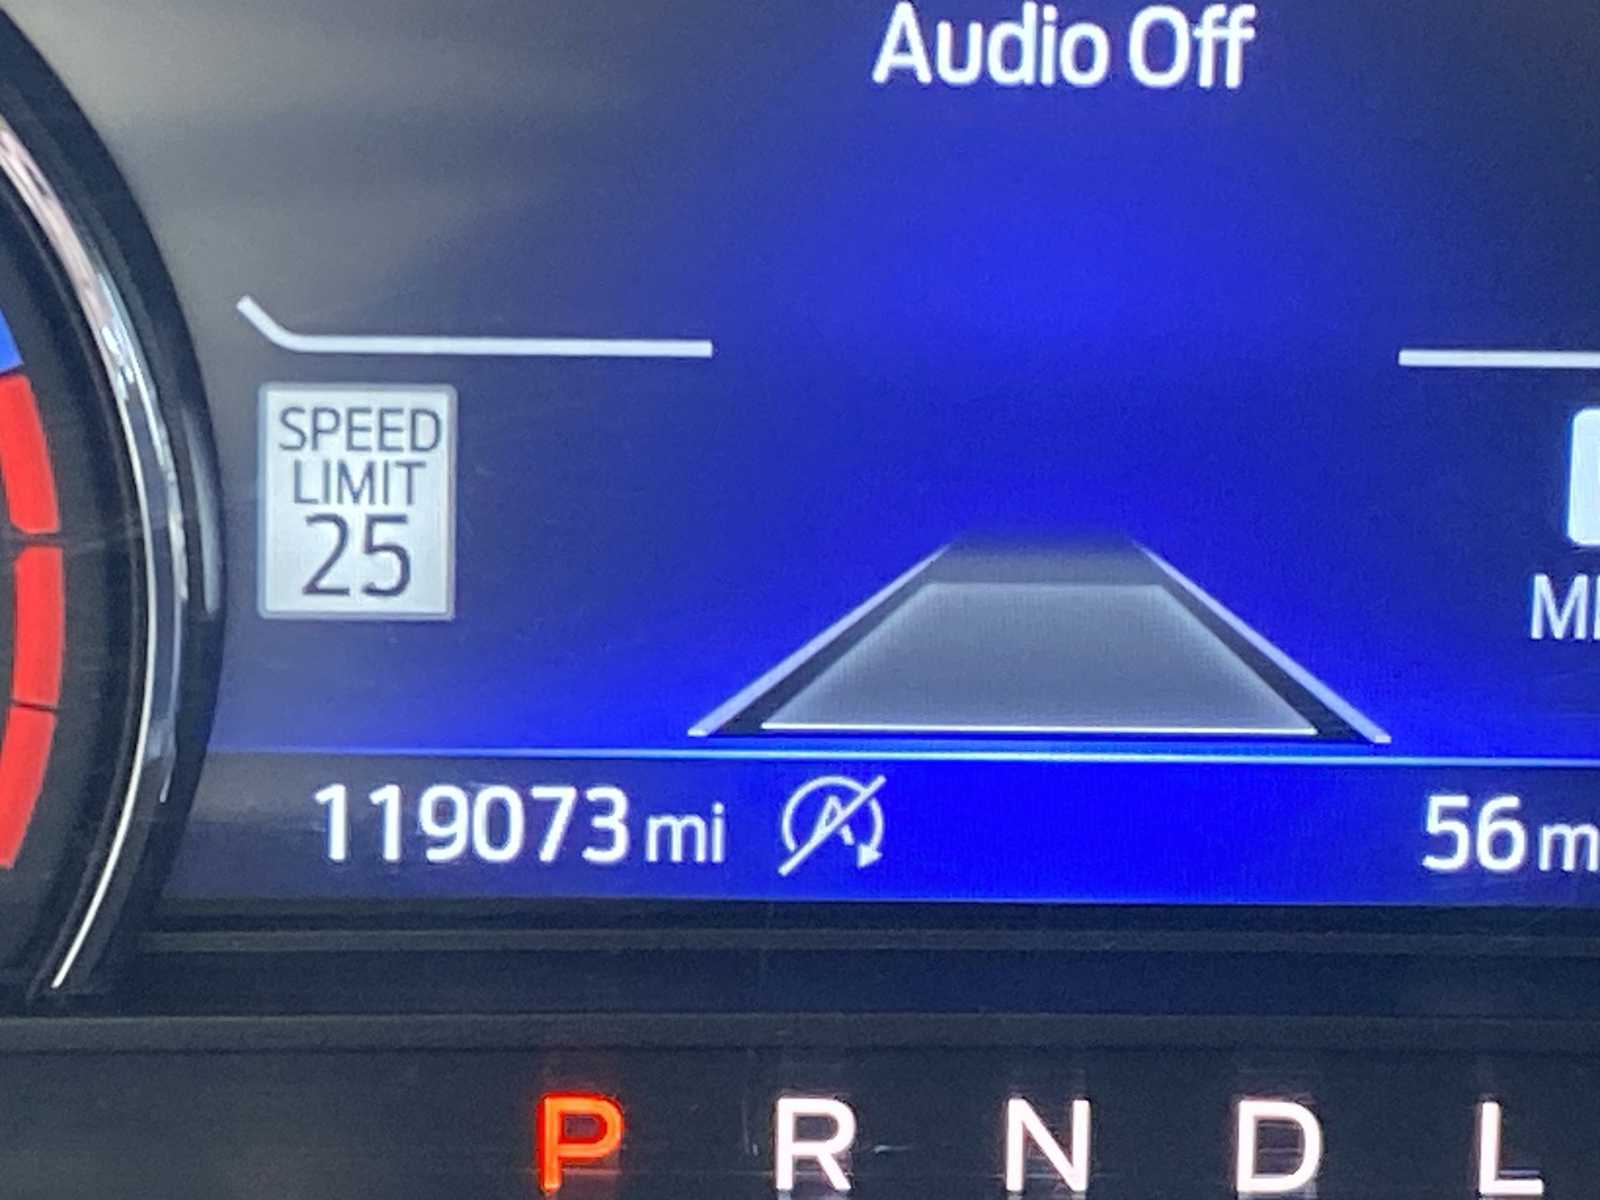 Audio Off
SPEED
LIMIT
25
119073 mi
56
P R N D L